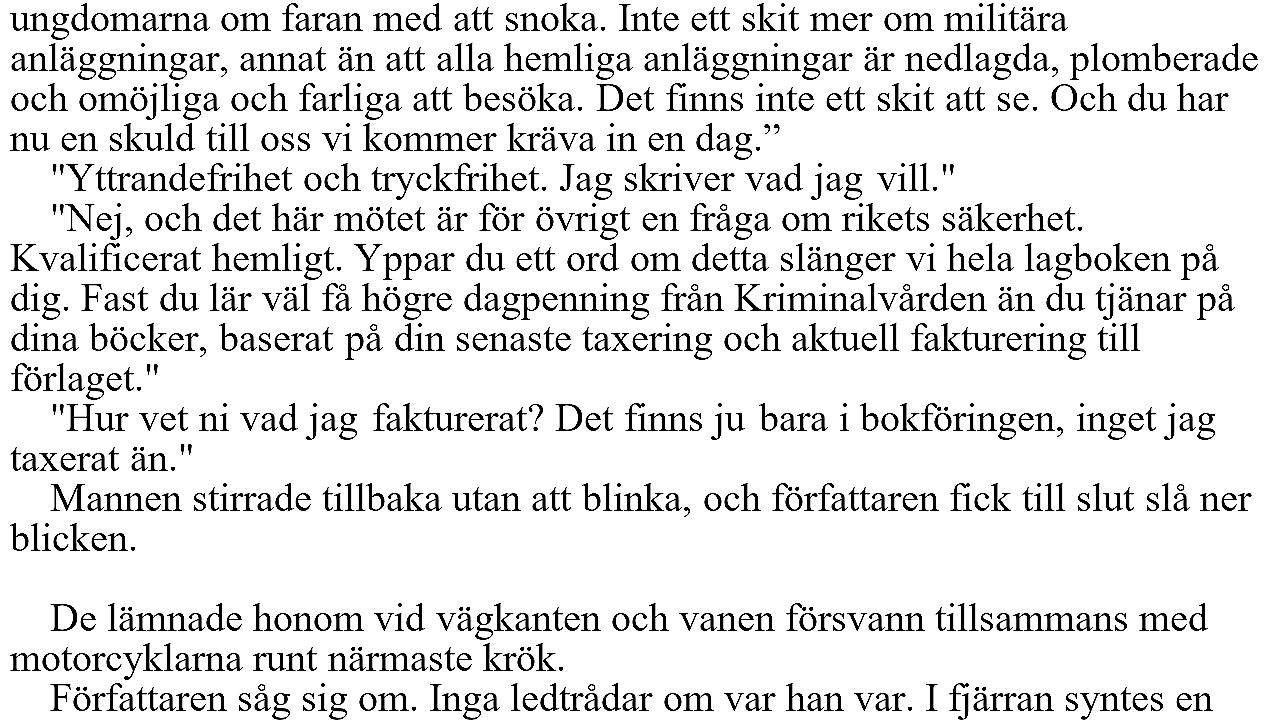 ungdomarna om faran med att snoka. Inte ett skit mer om militära
anläggningar, annat än att alla hemliga anläggningar är nedlagda, plomberade
och omöjliga och farliga att besöka. Det finns inte ett skit att se. Och du har
nu en skuld till oss vi kommer kräva in en dag.”
"Yttrandefrihet och tryckfrihet. Jag skriver vad jag vill."
"Nej, och det här mötet är för övrigt en fråga om rikets säkerhet.
Kvalificerat hemligt. Yppar du ett ord om detta slänger vi hela lagboken på
dig. Fast du lär väl få högre dagpenning från Kriminalvården än du tjänar på
dina böcker, baserat på din senaste taxering och aktuell fakturering till
förlaget."
"Hur vet ni vad jag fakturerat? Det finns ju bara i bokföringen, inget jag
taxerat än."
Mannen stirrade tillbaka utan att blinka, och författaren fick till slut slå ner
blicken.
De lämnade honom vid vägkanten och vanen försvann tillsammans med
motorcyklarna runt närmaste krök.
Författaren såg sig om. Inga ledtrådar om var han var. I fjärran syntes en